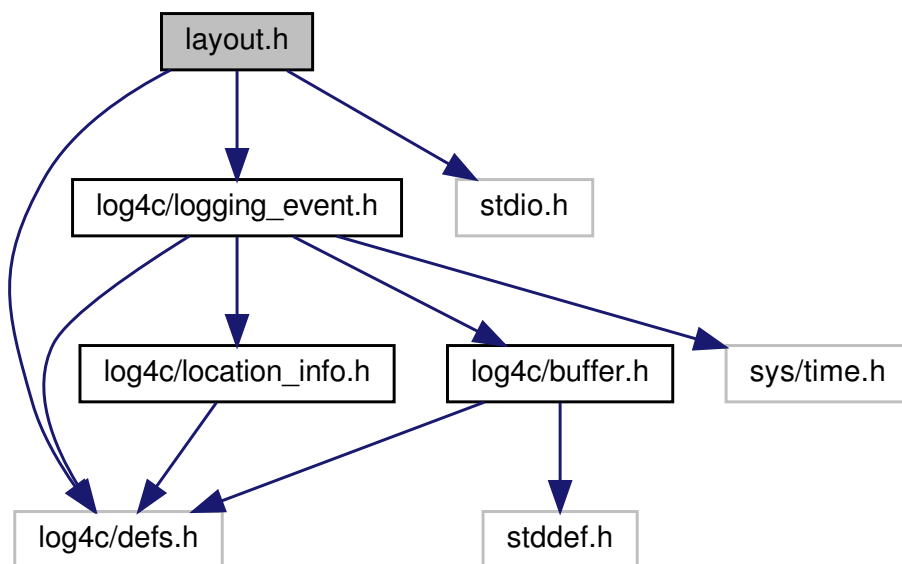 layout.h
log4c/logging_event.h
stdio.h
log4c/location_info.h
log4c/buffer.h
sys/time.h
log4c/defs.h
stddef.h